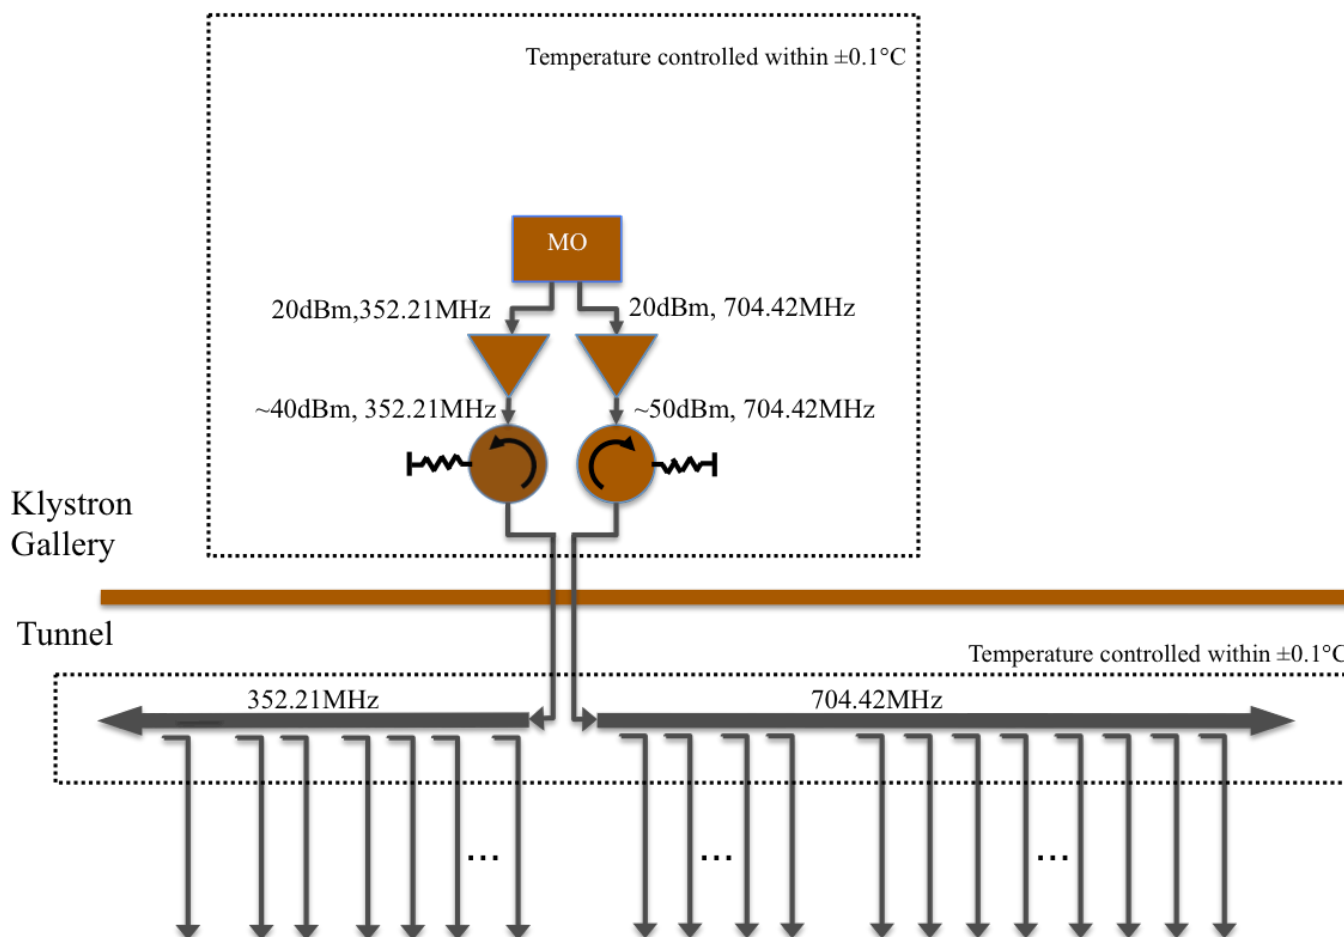 Temperature controlled within ±0.1°C
MO
20dBm,352.21MHz
20dBm, 704.42MHz
~40dBm, 352.21MHz
~50dBm, 704.42MHz
Klystron
Gallery
Tunnel
Temperature controlled within ±0.1°C
352.21MHz
704.42MHz
...
...
...